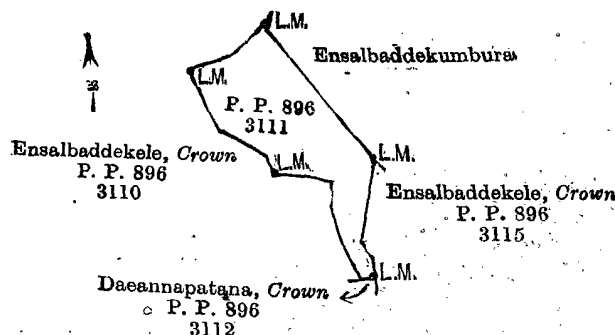 L.M.
Ensalbaddekumbura
L.M.
P. P. 896
3111
Ensalbaddekele, Crown
P. P. 896
3110
L.M.
L.M.
Ensalbaddekele, Crown
P. P. 896
3115
L.M.
Daeannapatana, Crown
P. P. 896
3112